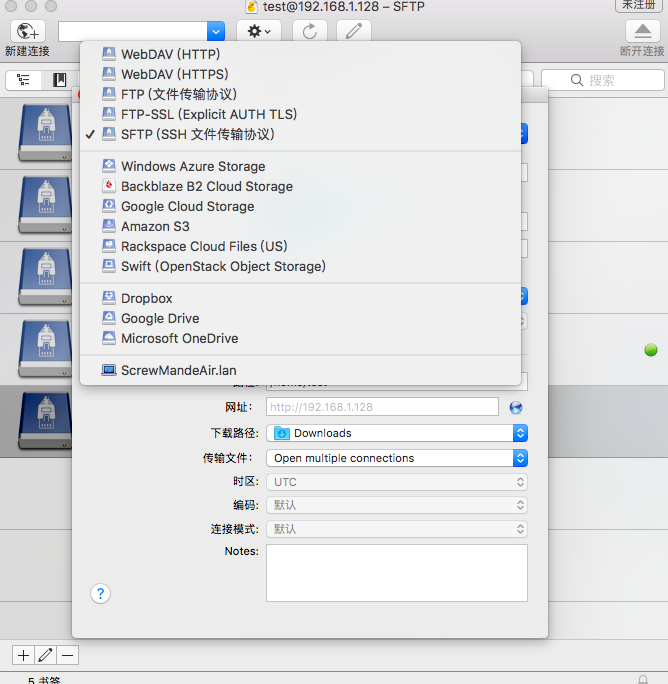 test@192.168.1.128 – SFTP
未注册
新建连接
断开连接
搜索
WebDAV (HTTP)
WebDAV (HTTPS)
FTP (文件传输协议)
FTP-SSL (Explicit AUTH TLS)
✓ SFTP (SSH 文件传输协议)
Windows Azure Storage
Backblaze B2 Cloud Storage
Google Cloud Storage
Amazon S3
Rackspace Cloud Files (US)
Swift (OpenStack Object Storage)
Dropbox
Google Drive
Microsoft OneDrive
ScrewMandeAir.lan
网址: http://192.168.1.128
下载路径: Downloads
传输文件: Open multiple connections
时区: UTC
编码: 默认
连接模式: 默认
Notes:
?
5 书签